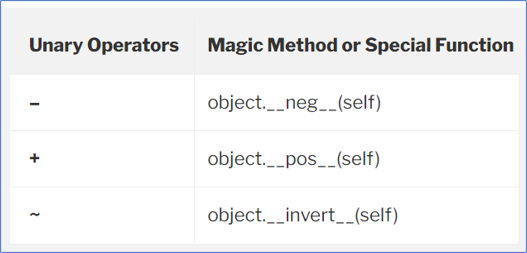 Unary Operators Magic Method or Special Function
– object.__neg__(self)
+ object.__pos__(self)
~ object.__invert__(self)